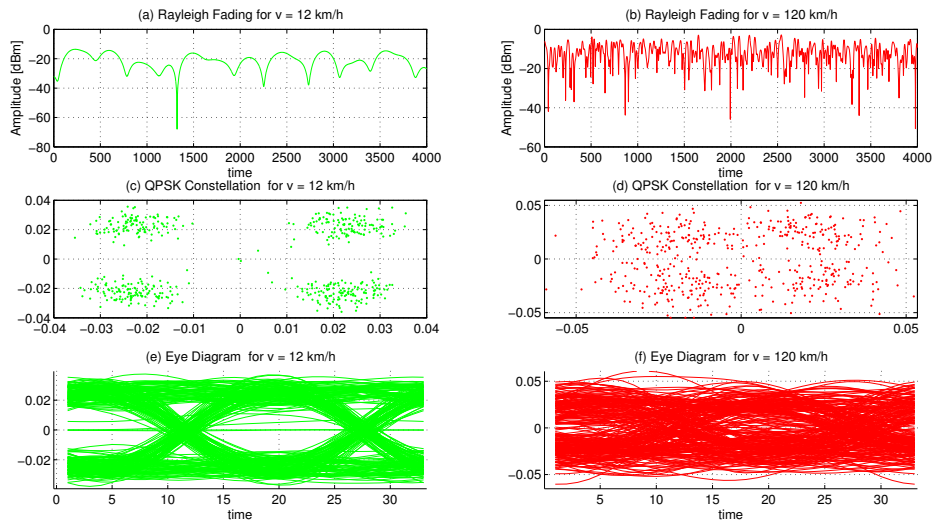 (a) Rayleigh Fading for v = 12 km/h
Amplitude [dBm]
0
−20
−40
−60
−80
0 500 1000 1500 2000 2500 3000 3500 4000
time
(b) Rayleigh Fading for v = 120 km/h
Amplitude [dBm]
0
−20
−40
−60
0 500 1000 1500 2000 2500 3000 3500 4000
time
(c) QPSK Constellation for v = 12 km/h
0.04
0.02
0
−0.02
−0.04
−0.04 −0.03 −0.02 −0.01 0 0.01 0.02 0.03 0.04
(d) QPSK Constellation for v = 120 km/h
0.05
0
−0.05
−0.05 0 0.05
(e) Eye Diagram for v = 12 km/h
0.02
0
−0.02
0 5 10 15 20 25 30
time
(f) Eye Diagram for v = 120 km/h
0.05
0
−0.05
5 10 15 20 25 30
time